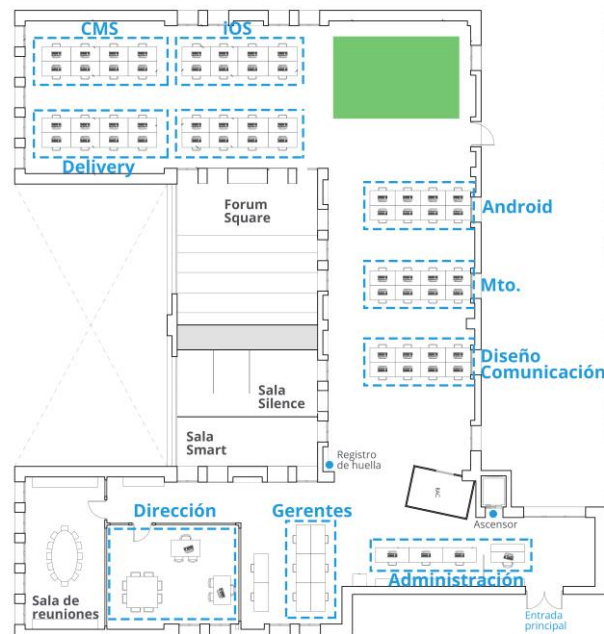 CMS
iOS
Delivery
Forum
Square
Android
Mto.
Diseño
Comunicación
Sala
Silence
Sala
Smart
Registro
de huella
Ascensor
Dirección
Gerentes
Administración
Sala de
reuniones
Entrada
principal